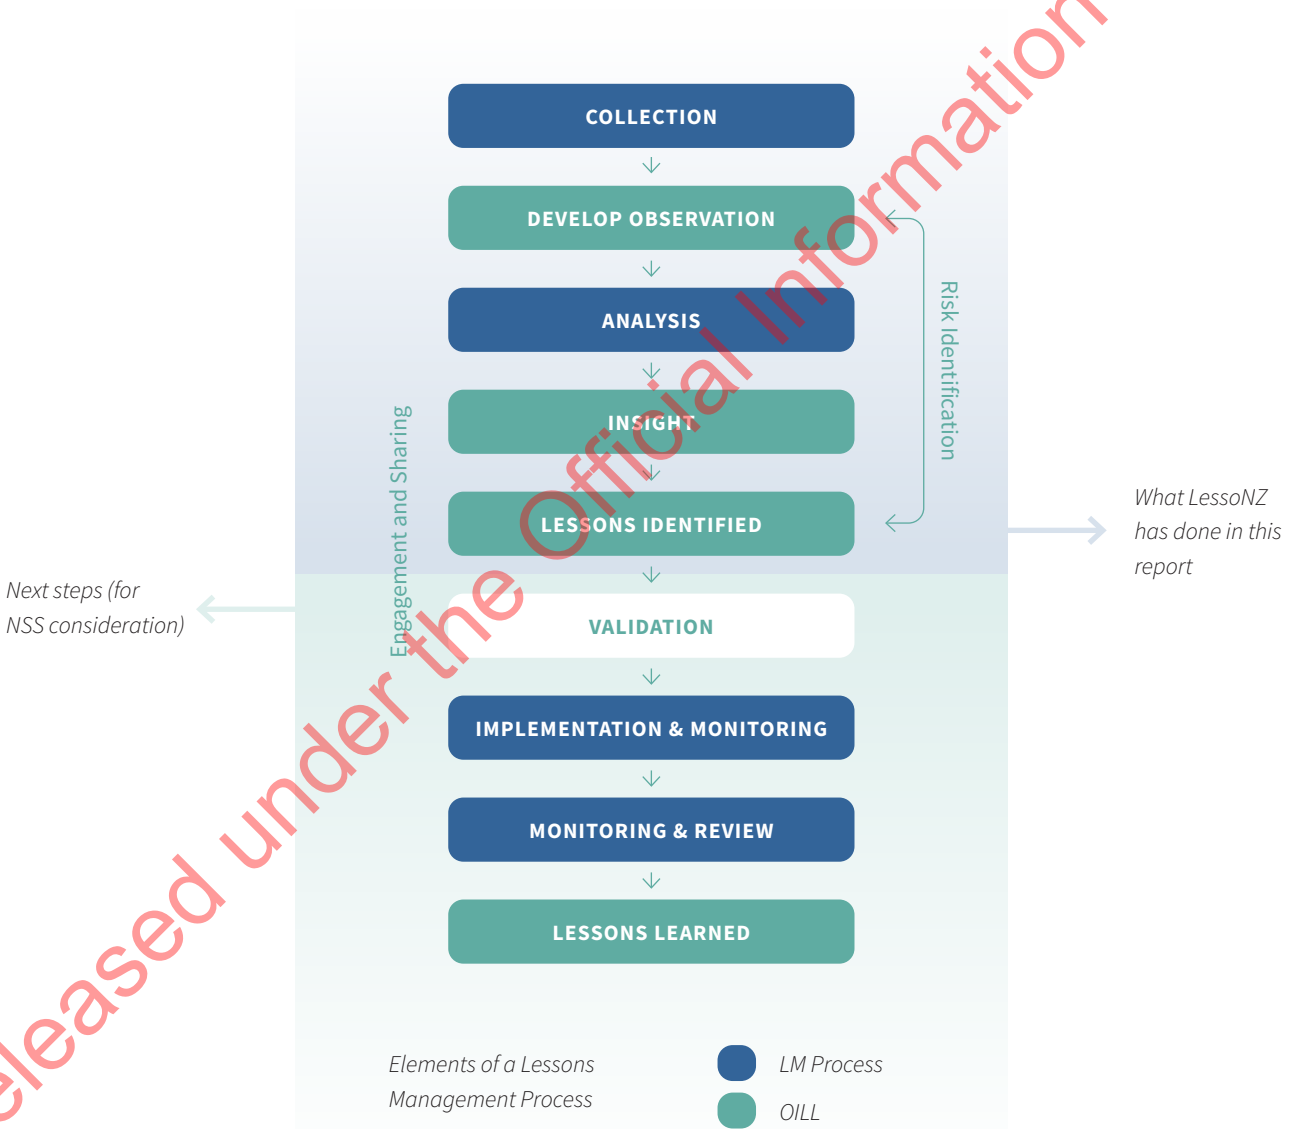 COLLECTION
DEVELOP OBSERVATION
ANALYSIS
INSIGHT
LESSONS IDENTIFIED
VALIDATION
IMPLEMENTATION & MONITORING
MONITORING & REVIEW
LESSONS LEARNED
Risk Identification
Engagement and Sharing
What LessoNZ
has done in this
report
Next steps (for
NSS consideration)
Elements of a Lessons
Management Process
LM Process
OILL
eleased under the Official Information